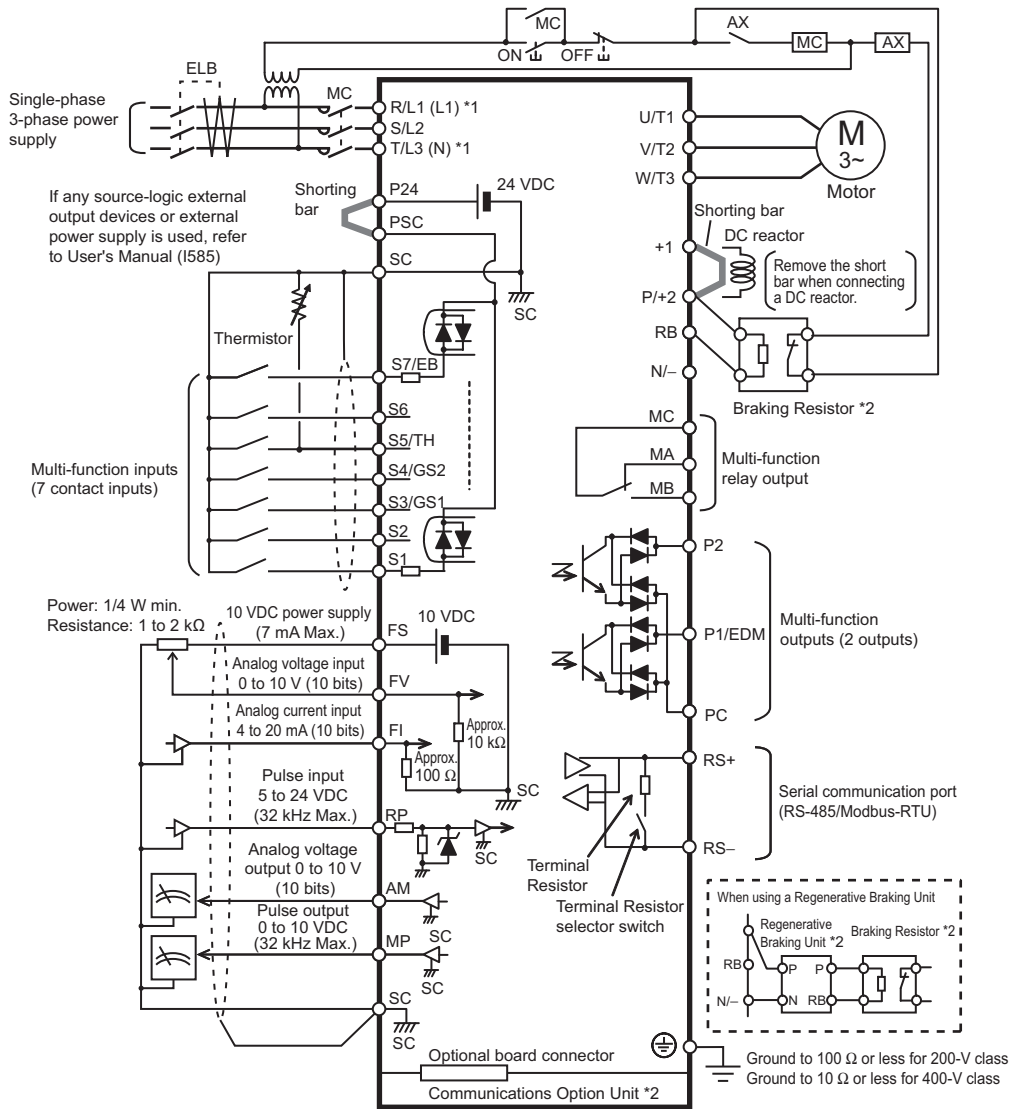 MC
AX
ON
OFF
MC
AX
ELB
MC
Single-phase
3-phase power
supply
R/L1 (L1) *1
S/L2
T/L3 (N) *1
U/T1
V/T2
W/T3
M
3~
Motor
If any source-logic external
output devices or external
power supply is used, refer
to User's Manual (I585)
Shorting
bar
P24
24 VDC
PSC
SC
SC
Shorting bar
+1
DC reactor
Remove the short
bar when connecting
a DC reactor.
P/+2
RB
N/–
Braking Resistor *2
Thermistor
S7/EB
S6
S5/TH
S4/GS2
S3/GS1
S2
S1
Multi-function inputs
(7 contact inputs)
MC
MA
MB
Multi-function
relay output
P2
P1/EDM
PC
Multi-function
outputs (2 outputs)
Power: 1/4 W min.
Resistance: 1 to 2 kΩ
10 VDC power supply
(7 mA Max.)
FS
10 VDC
Analog voltage input
0 to 10 V (10 bits)
FV
Analog current input
4 to 20 mA (10 bits)
FI
Approx.
10 kΩ
Approx.
100 Ω
SC
Pulse input
5 to 24 VDC
(32 kHz Max.)
RP
SC
Analog voltage
output 0 to 10 V
(10 bits)
AM
SC
Pulse output
0 to 10 VDC
(32 kHz Max.)
MP
SC
SC
SC
RS+
Serial communication port
(RS-485/Modbus-RTU)
RS–
Terminal
Resistor
Terminal Resistor
selector switch
When using a Regenerative Braking Unit
Regenerative
Braking Unit *2
Braking Resistor *2
RB
P
P
N/–
N
RB
Optional board connector
Communications Option Unit *2
Ground to 100 Ω or less for 200-V class
Ground to 10 Ω or less for 400-V class